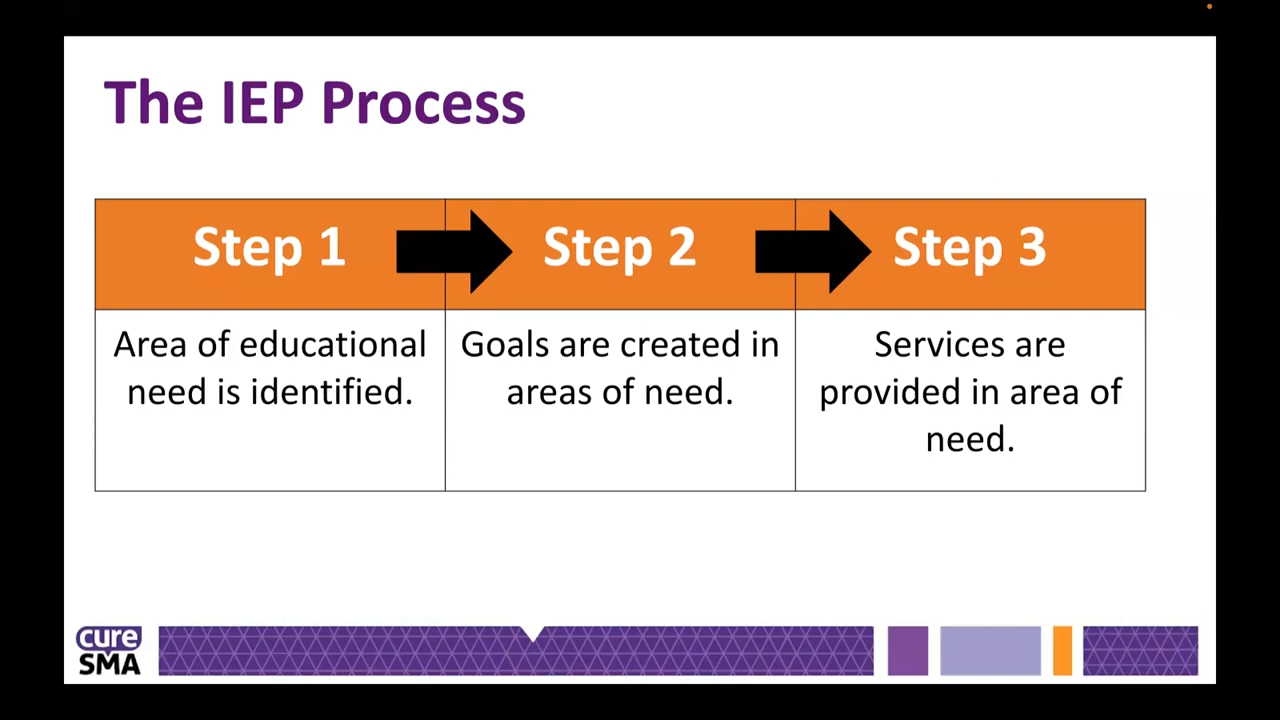 The IEP Process
Step 1
Step 2
Step 3
Area of educational
need is identified.
Goals are created in
areas of need.
Services are
provided in area of
need.
cure
SMA